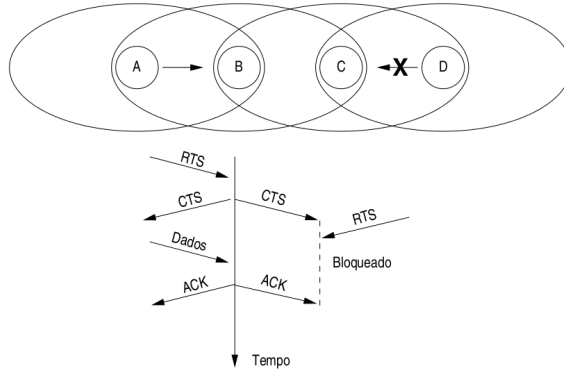 A B C X D
RTS
CTS CTS
RTS
Dados
Bloqueado
ACK ACK
Tempo